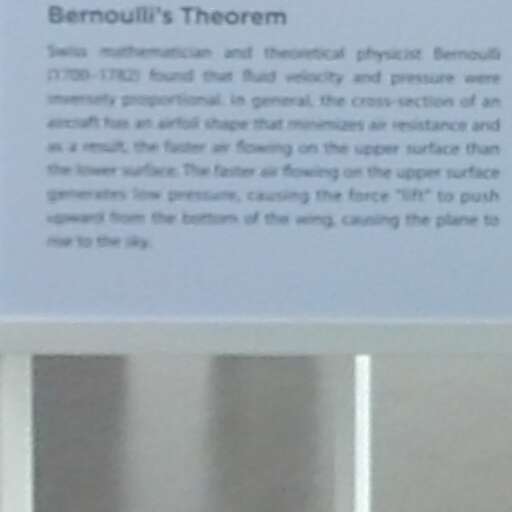 Bernoulli's Theorem
Swiss mathematician and theoretical physicist Bernoulli
(1700-1782) found that fluid velocity and pressure were
inversely proportional. In general, the cross-section of an
aircraft has an airfoil shape that minimizes air resistance and
as a result, the faster air flowing on the upper surface than
the lower surface. The faster air flowing on the upper surface
generates low pressure, causing the force "lift" to push
upward from the bottom of the wing, causing the plane to
rise to the sky.